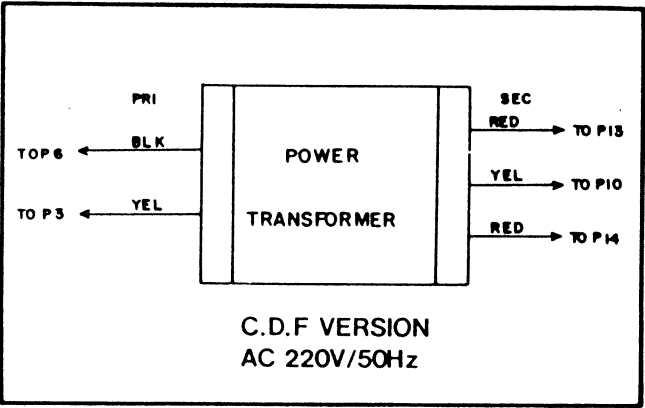 PRI
SEC
BLK
RED
TOP6
TO P13
POWER
YEL
TO P10
YEL
TO P3
TRANSFORMER
RED
TO P14
C.D.F VERSION
AC 220V/50Hz